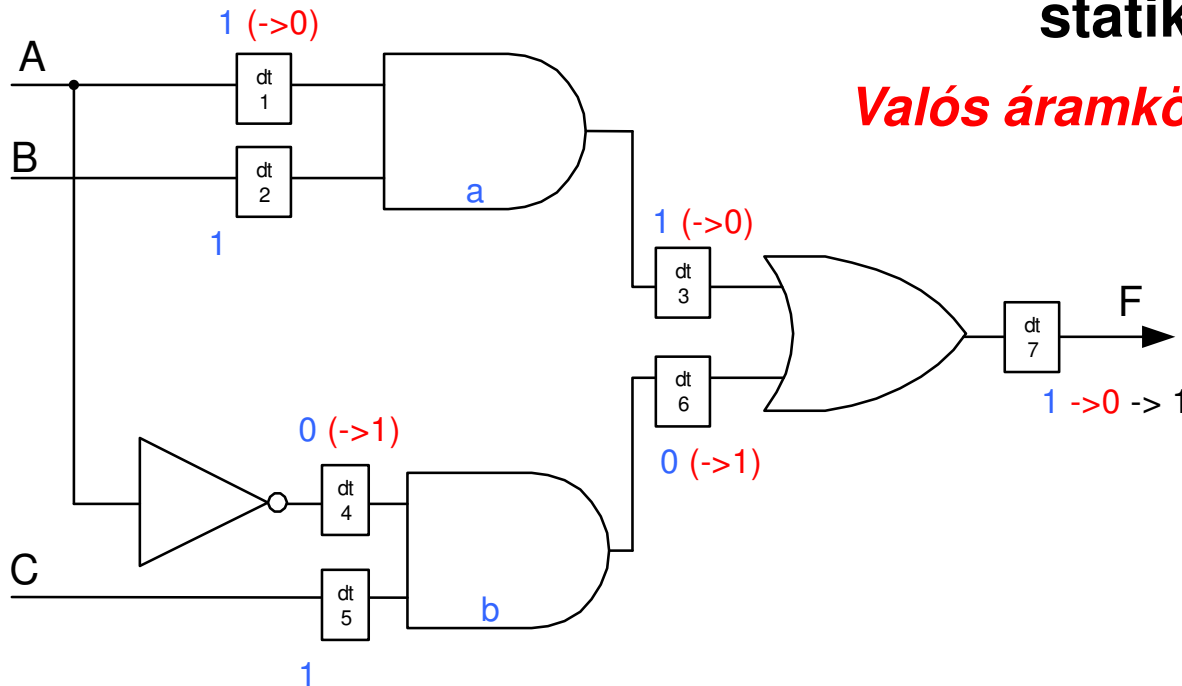 statik
Valós áramkö
1 (->0)
A
dt
1
B
dt
2
a
1
1 (->0)
dt
3
F
dt
7
dt
6
1 ->0 -> 1
0 (->1)
0 (->1)
dt
4
C
dt
5
b
1